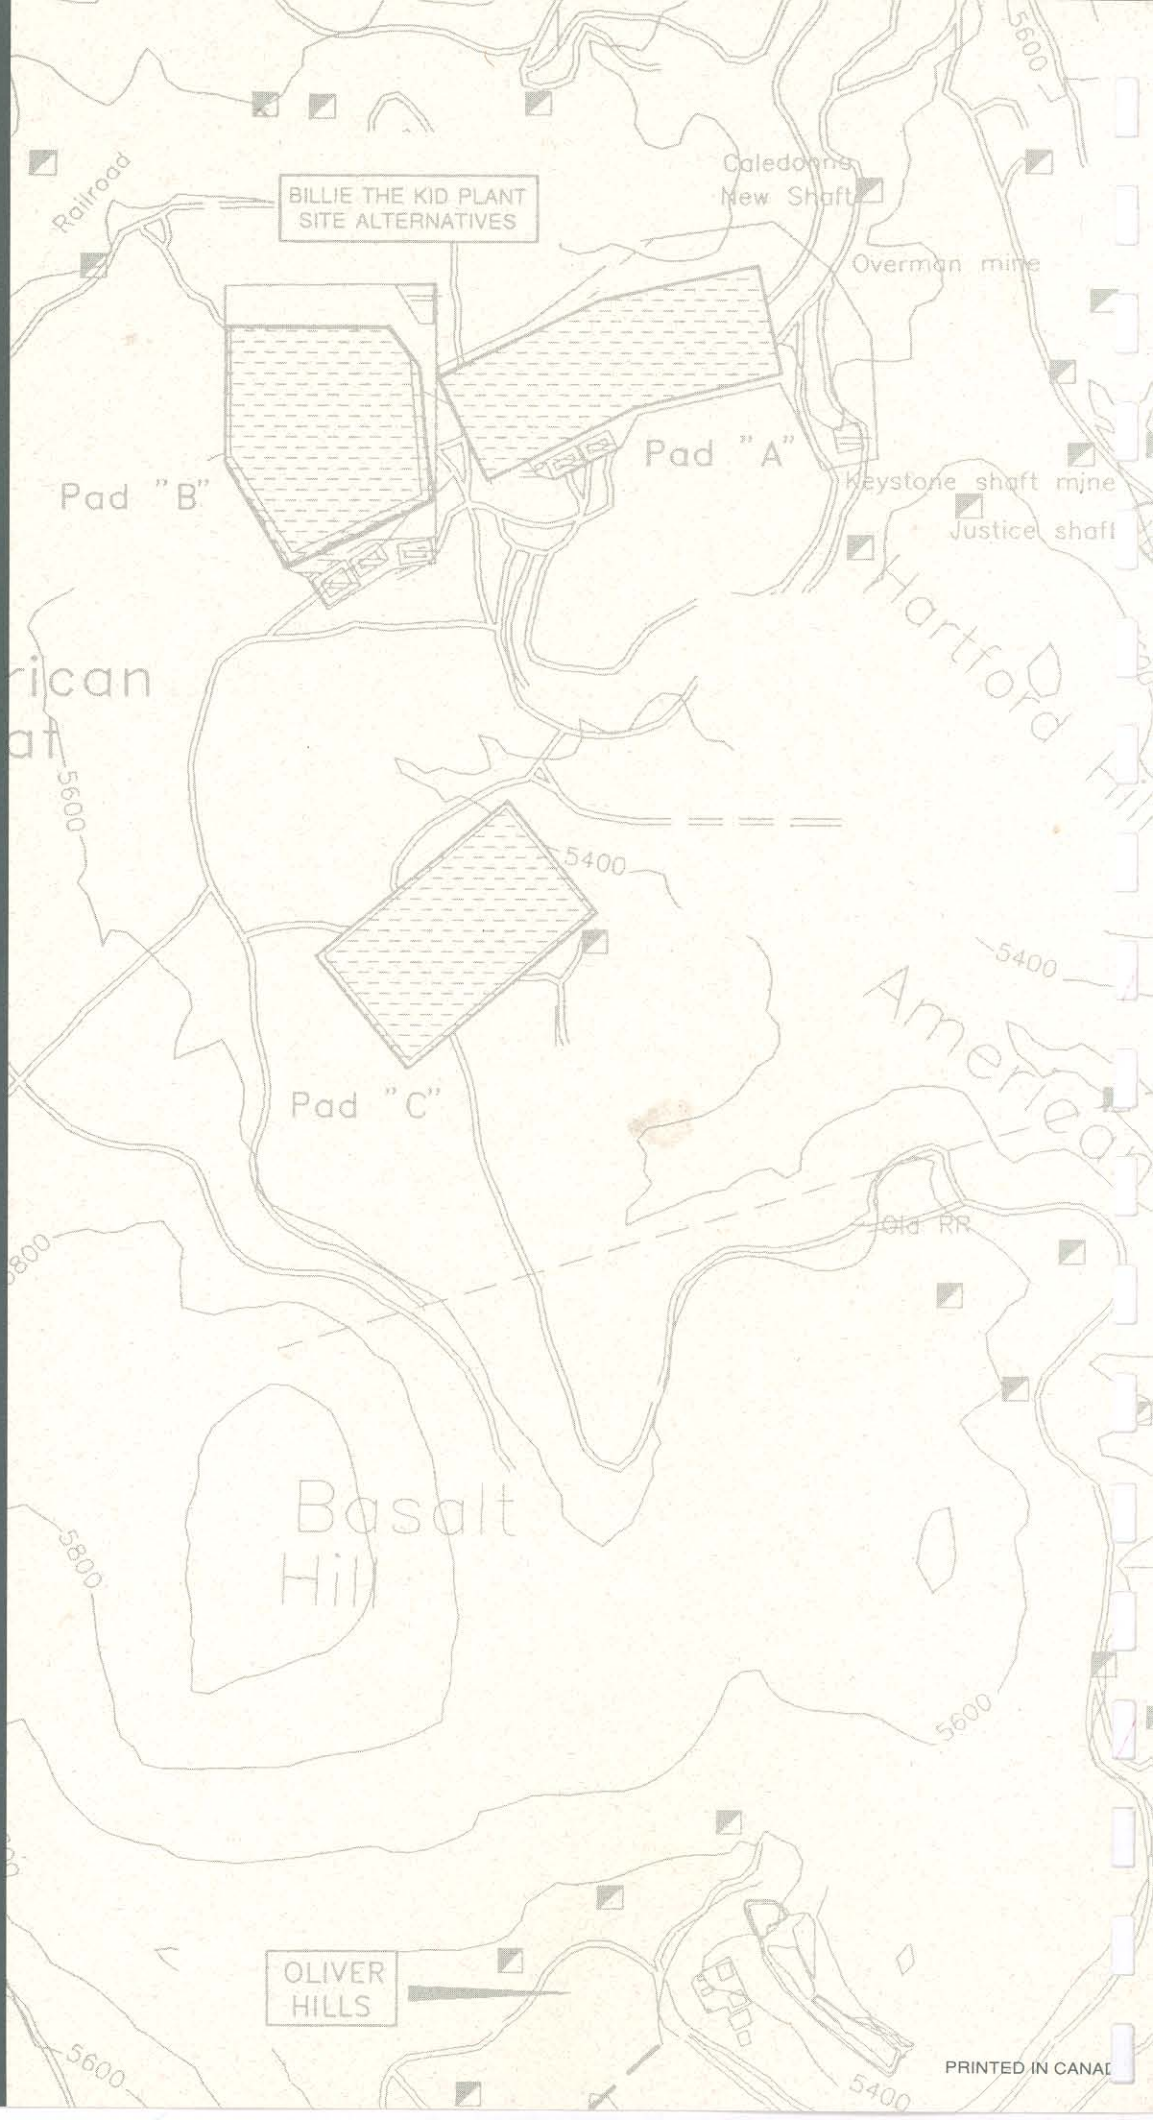 5600
Caledonng
New Shaft
Railroad
BILLIE THE KID PLANT
SITE ALTERNATIVES
Overman mine
Pad "A"
Pad "B"
Keystone shaft mine
Justice shaft
Hartford Hill
rican
at
5600
5400
5400
American
Pad "C"
Old RR
5800
Basalt
Hill
5800
5600
OLIVER
HILLS
5600
5400
PRINTED IN CANAD